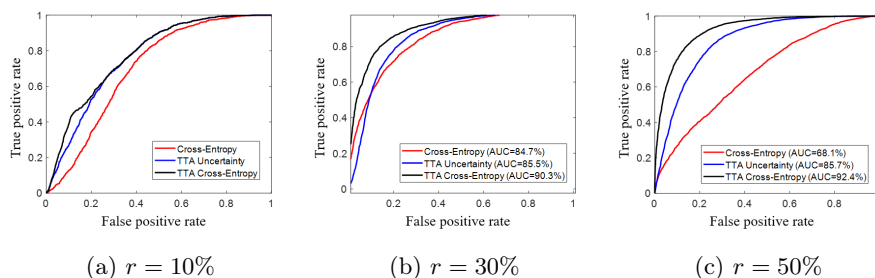 1
0.8
0.6
0.4
0.2
0
0 0.2 0.4 0.6 0.8 1
True positive rate
False positive rate
Cross-Entropy
TTA Uncertainty
TTA Cross-Entropy
(a) r = 10%
1
0.8
0.6
0.4
0.2
0
0.2 0.4 0.6 0.8 1
True positive rate
False positive rate
Cross-Entropy (AUC=84.7%)
TTA Uncertainty (AUC=85.5%)
TTA Cross-Entropy (AUC=90.3%)
(b) r = 30%
1
0.8
0.6
0.4
0.2
0
0 0.2 0.4 0.6 0.8
True positive rate
False positive rate
Cross-Entropy (AUC=68.1%)
TTA Uncertainty (AUC=85.7%)
TTA Cross-Entropy (AUC=92.4%)
(c) r = 50%